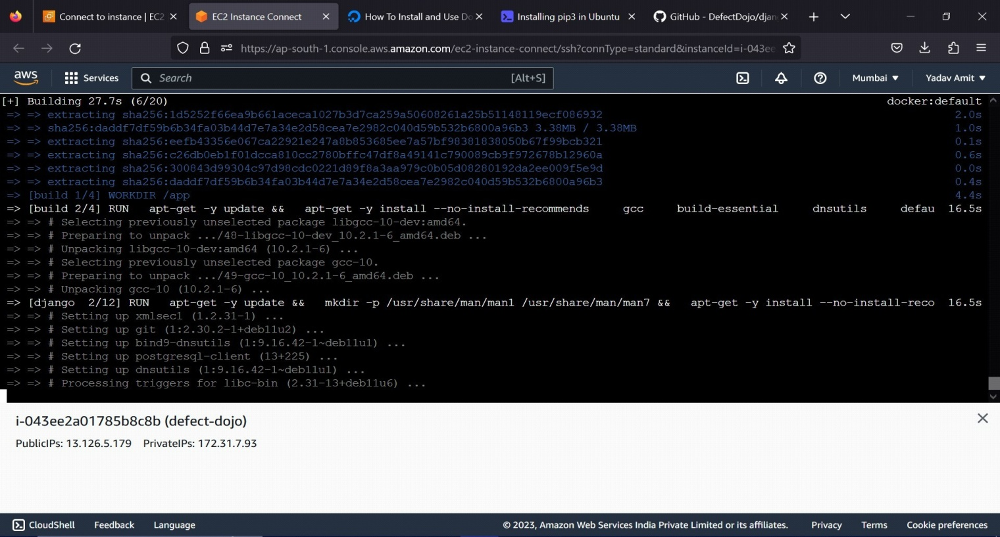 Connect to instance | EC2
EC2 Instance Connect
How To Install and Use Do
Installing pip3 in Ubuntu
GitHub - DefectDojo/djan
https://ap-south-1.console.aws.amazon.com/ec2-instance-connect/ssh?connType=standard&instanceId=i-043ee
aws
Services
Search
[Alt+S]
Mumbai
Yadav Amit
[+] Building 27.7s (6/20) docker:default
=> => extracting sha256:1d5252f66ea9b661aceca1027b3d7ca259a50608261a25b51148119ecf086932 2.0s
=> => sha256:daddf7df59b6b34fa03b44d7e7a34e2d58cea7e2982c040d59b532b6800a96b3 3.38MB / 3.38MB 1.0s
=> => extracting sha256:eefb43356e067ca22921e247a8b853685ee7a57bf98381838050b67f99bcb321 0.1s
=> => extracting sha256:c26db0eb1f01dcca810cc2780bffc47df8a49141c790089cb9f972678b12960a 0.6s
=> => extracting sha256:300843d99304c97d98cdc0221d89f8a3aa979c0b05d08280192da2ee009f5e9d 0.0s
=> => extracting sha256:daddf7df59b6b34fa03b44d7e7a34e2d58cea7e2982c040d59b532b6800a96b3 0.4s
=> [build 1/4] WORKDIR /app 4.4s
=> [build 2/4] RUN apt-get -y update && apt-get -y install --no-install-recommends gcc build-essential dnsutils defau 16.5s
=> => # Selecting previously unselected package libgcc-10-dev:amd64.
=> => # Preparing to unpack .../48-libgcc-10-dev_10.2.1-6_amd64.deb ...
=> => # Unpacking libgcc-10-dev:amd64 (10.2.1-6) ...
=> => # Selecting previously unselected package gcc-10.
=> => # Preparing to unpack .../49-gcc-10_10.2.1-6_amd64.deb ...
=> => # Unpacking gcc-10 (10.2.1-6) ...
=> [django 2/12] RUN apt-get -y update && mkdir -p /usr/share/man/man1 /usr/share/man/man7 && apt-get -y install --no-install-reco 16.5s
=> => # Setting up xmlsec1 (1.2.31-1) ...
=> => # Setting up git (1:2.30.2-1+deb11u2) ...
=> => # Setting up bind9-dnsutils (1:9.16.42-1~deb11u1) ...
=> => # Setting up postgresql-client (13+225) ...
=> => # Setting up dnsutils (1:9.16.42-1~deb11u1) ...
=> => # Processing triggers for libc-bin (2.31-13+deb11u6) ...
i-043ee2a01785b8c8b (defect-dojo)
PublicIPs: 13.126.5.179 PrivateIPs: 172.31.7.93
CloudShell
Feedback
Language
© 2023, Amazon Web Services India Private Limited or its affiliates.
Privacy
Terms
Cookie preferences